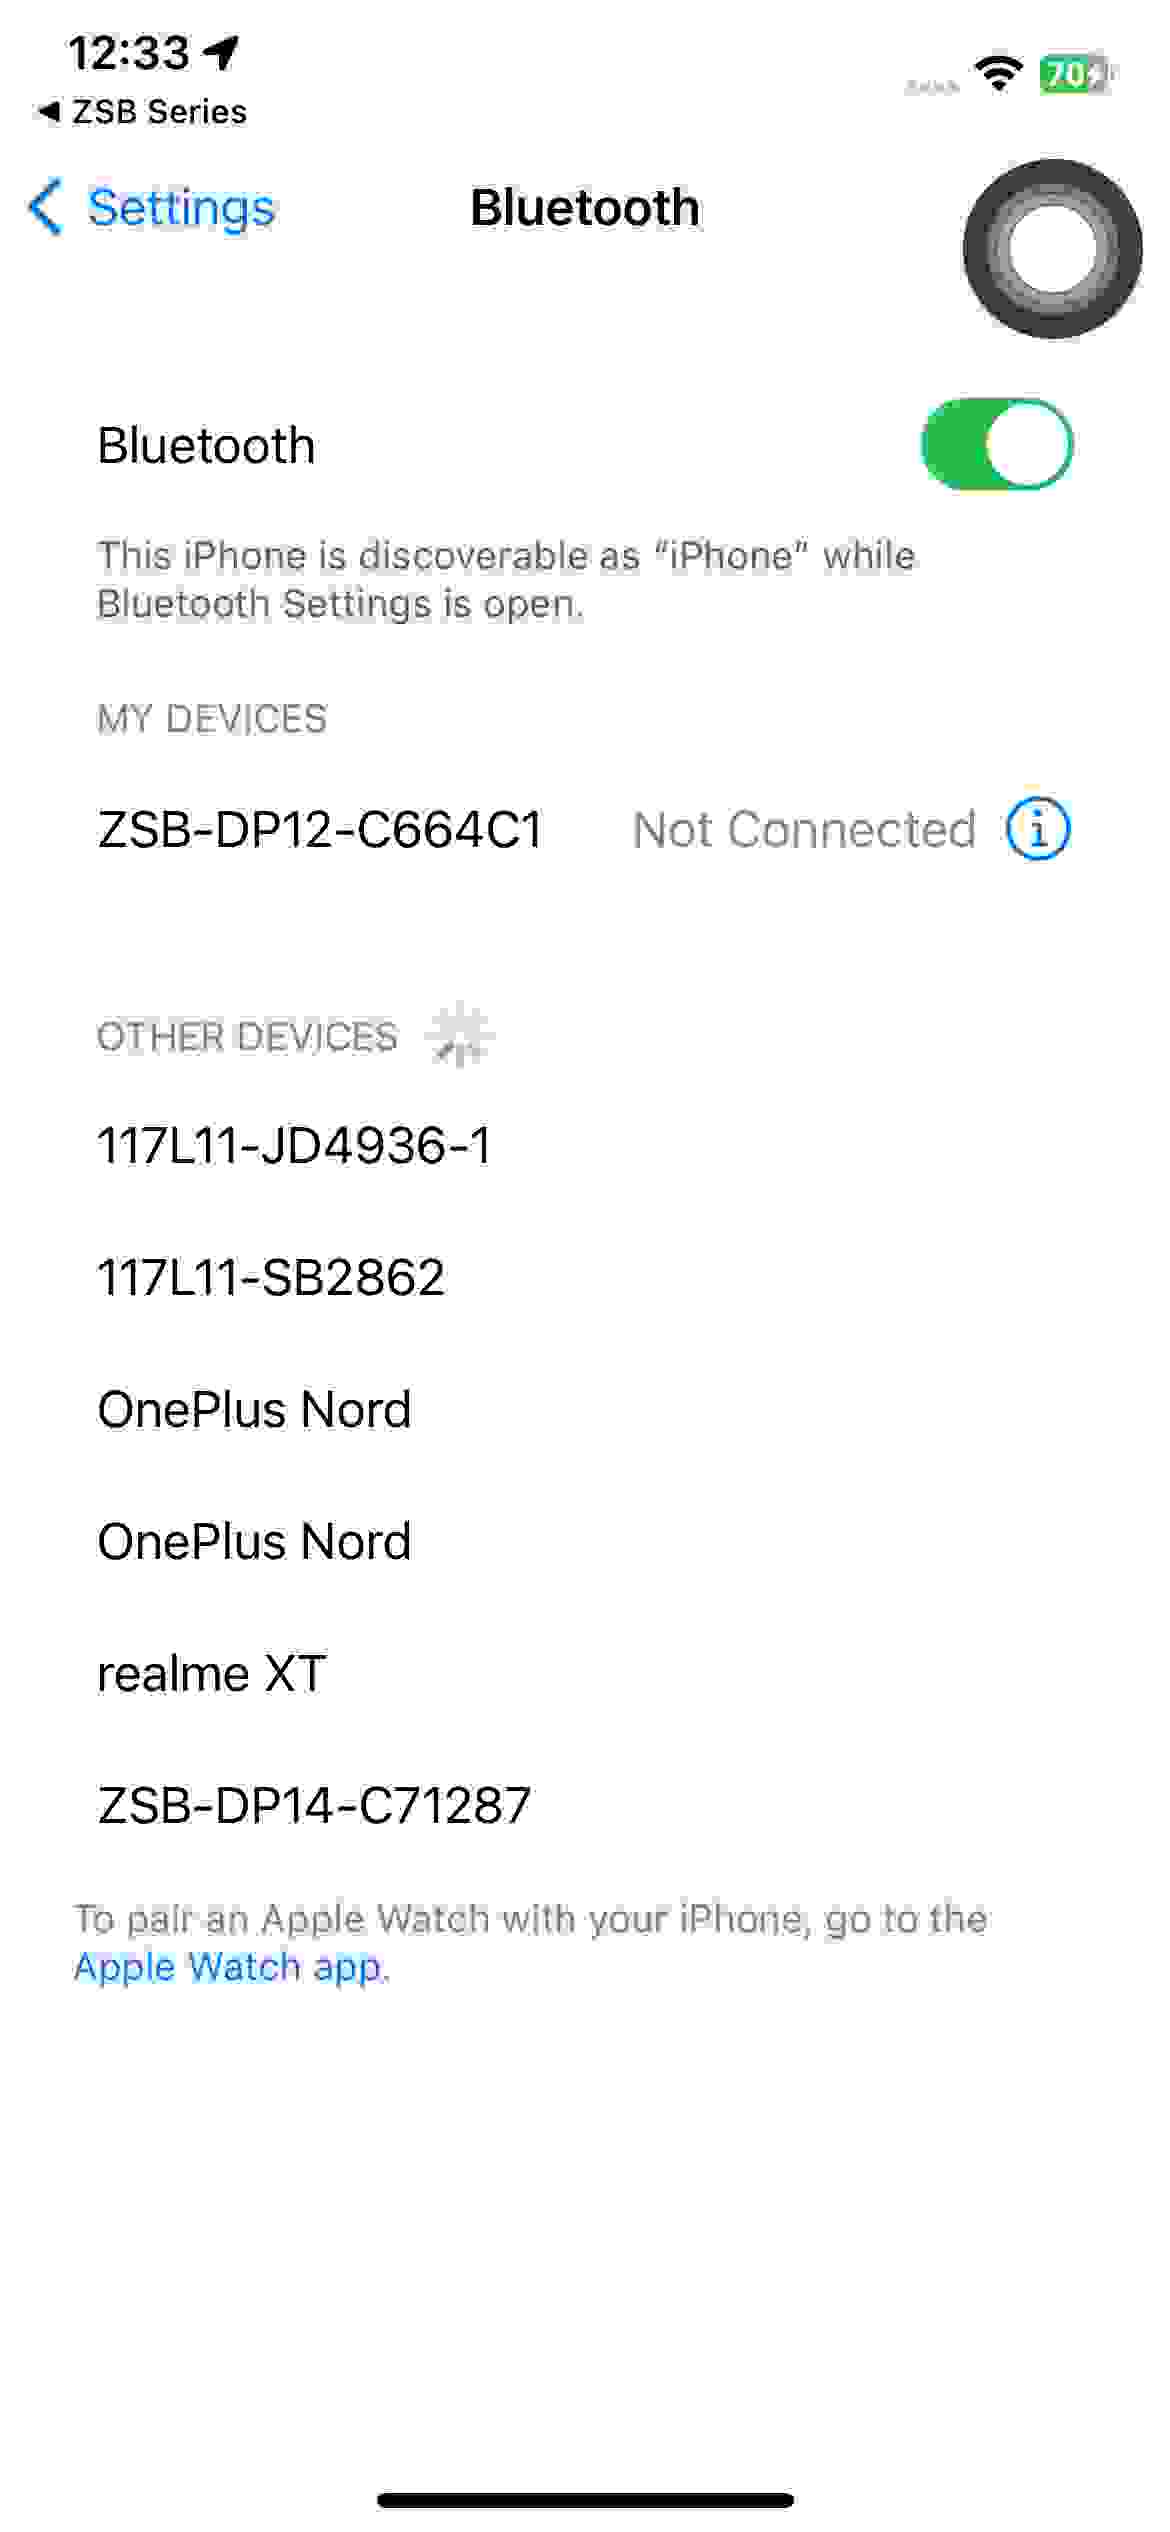 12:33
◀ ZSB Series
70
Settings
Bluetooth
Bluetooth
This iPhone is discoverable as “iPhone” while
Bluetooth Settings is open.
MY DEVICES
ZSB-DP12-C664C1 Not Connected i
OTHER DEVICES
117L11-JD4936-1
117L11-SB2862
OnePlus Nord
OnePlus Nord
realme XT
ZSB-DP14-C71287
To pair an Apple Watch with your iPhone, go to the
Apple Watch app.